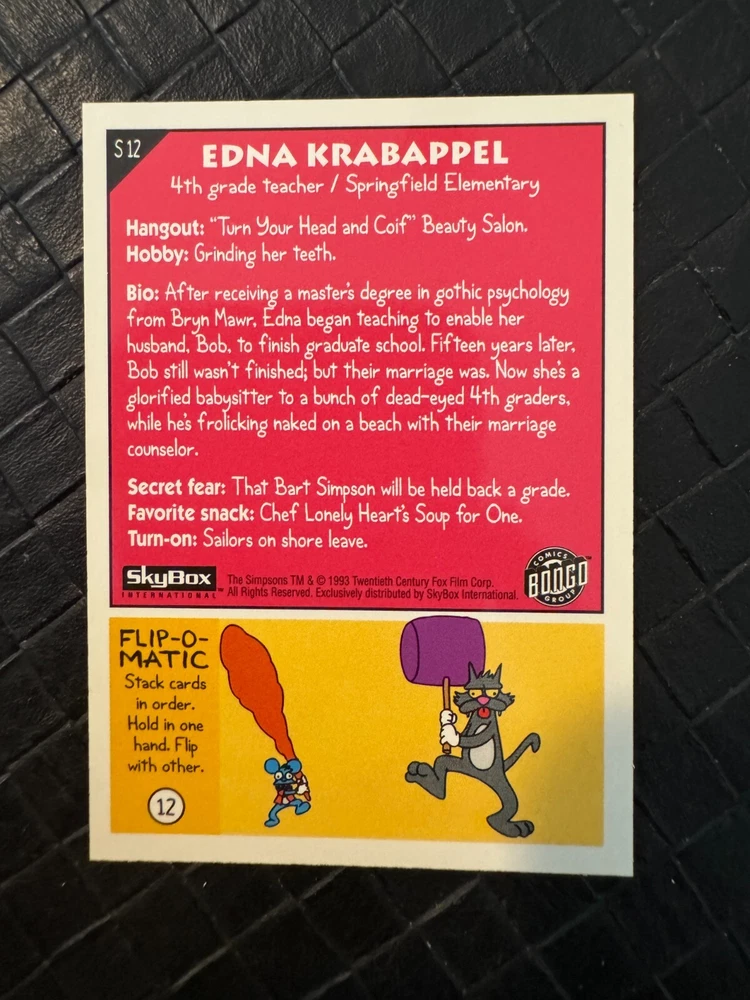 S 12
EDNA KRABAPPEL
4th grade teacher / Springfield Elementary
Hangout: "Turn Your Head and Coif" Beauty Salon.
Hobby: Grinding her teeth.
Bio: After receiving a master's degree in gothic psychology
from Bryn Mawr, Edna began teaching to enable her
husband, Bob, to finish graduate school. Fifteen years later,
Bob still wasn't finished; but their marriage was. Now she's a
glorified babysitter to a bunch of dead-eyed 4th graders,
while he's frolicking naked on a beach with their marriage
counselor.
Secret fear: That Bart Simpson will be held back a grade.
Favorite snack: Chef Lonely Heart's Soup for One.
Turn-on: Sailors on shore leave.
SkyBox
INTERNATIONAL™
The Simpsons TM & © 1993 Twentieth Century Fox Film Corp.
All Rights Reserved. Exclusively distributed by SkyBox International.
COMICS
BONGO™
GROUP
FLIP-O-
MATIC
Stack cards
in order.
Hold in one
hand. Flip
with other.
12